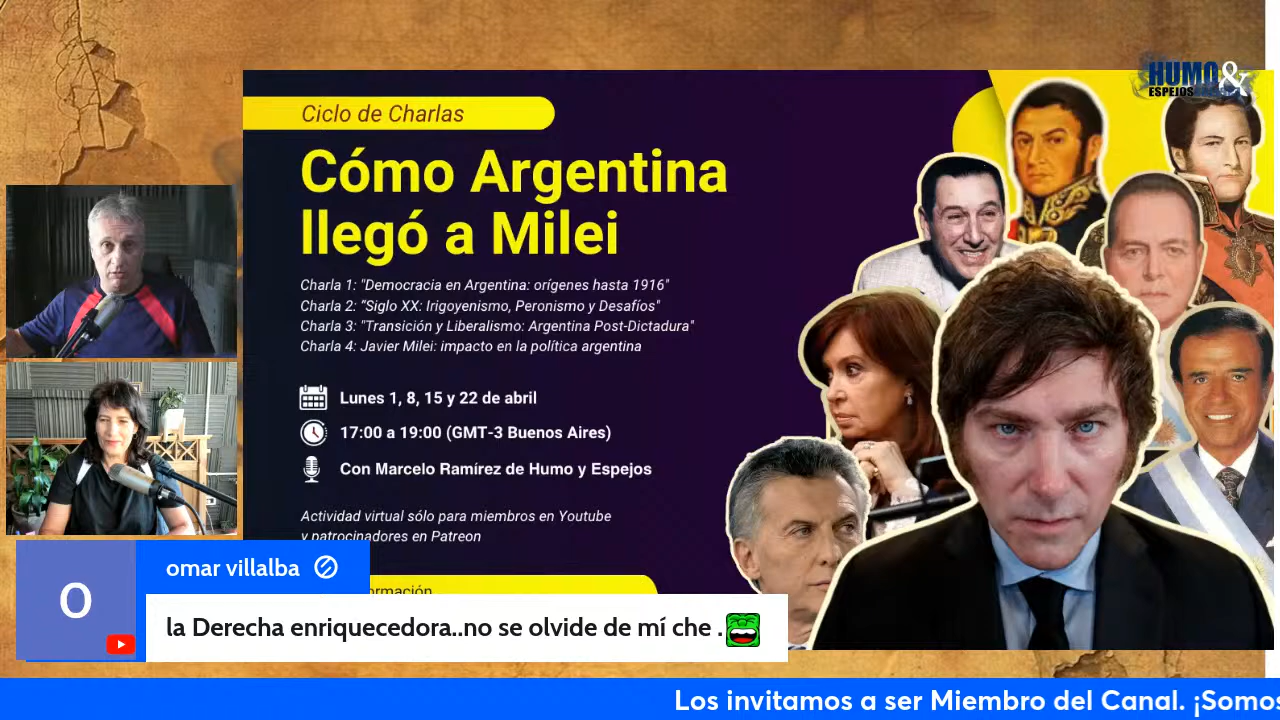 HUMO&
ESPEJOS
Ciclo de Charlas
Cómo Argentina
llegó a Milei
Charla 1: "Democracia en Argentina: orígenes hasta 1916"
Charla 2: "Siglo XX: Irigoyenismo, Peronismo y Desafíos"
Charla 3: "Transición y Liberalismo: Argentina Post-Dictadura"
Charla 4: Javier Milei: impacto en la política argentina
Lunes 1, 8, 15 y 22 de abril
17:00 a 19:00 (GMT-3 Buenos Aires)
Con Marcelo Ramírez de Humo y Espejos
Actividad virtual sólo para miembros en Youtube
y patrocinadores en Patreon
O
omar villalba
la Derecha enriquecedora..no se olvide de mí che .
Los invitamos a ser Miembro del Canal. ¡Somos